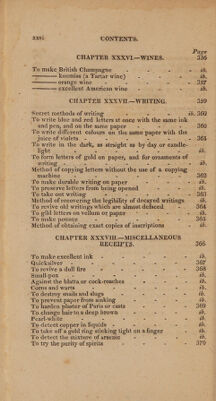 xxvi CONTENTS.
Page
CHAPTER XXXVI.—WINES. 356
To make British Champagne - - - - ib.
——— koumiss (a Tartar wine) - - - - ib.
——— orange wine - - - - 357
——— excellent American wine - - - - ib.
CHAPTER XXXVII.—WRITING. 359
Secret methods of writing - - - - ib. 362
To write blue and red letters at once with the same ink
and pen, and on the same paper - - - - 360
To write different colours on the same paper with the
juice of violets - - - - 361
To write in the dark, as straight as by day or candle-
light - - - - ib.
To form letters of gold on paper, and for ornaments of
writing - - - - ib.
Method of copying letters without the use of a copying
machine - - - - 362
To make durable writing on paper - - - - ib.
To preserve letters from being opened - - - - ib.
To take out writing - - - - 363
Method of recovering the legibility of decayed writings ib.
To revive old writings which are almost defaced - - 364
To gild letters on vellum or paper - - - - ib.
To make pounce - - - - 365
Method of obtaining exact copies of inscriptions - - ib.
CHAPTER XXXVIII.—MISCELLANEOUS
RECEIPTS. 366
To make excellent ink - - - - ib.
Quicksilver - - - - 367
To revive a dull fire - - - - 368
Small-pox - - - - ib.
Against the blatta or cock-roaches - - - - ib.
Corns and warts - - - - ib.
To destroy snails and slugs - - - - ib.
To prevent paper from sinking - - - - ib.
To harden plaster of Paris or casts - - - - 369
To change hair to a deep brown - - - - ib.
Pearl-white - - - - ib.
To detect copper in liquids - - - - ib.
To take off a gold ring sticking tight on a finger - - ib.
To detect the mixture of arsenic - - - - ib.
To try the purity of spirits - - - - 370